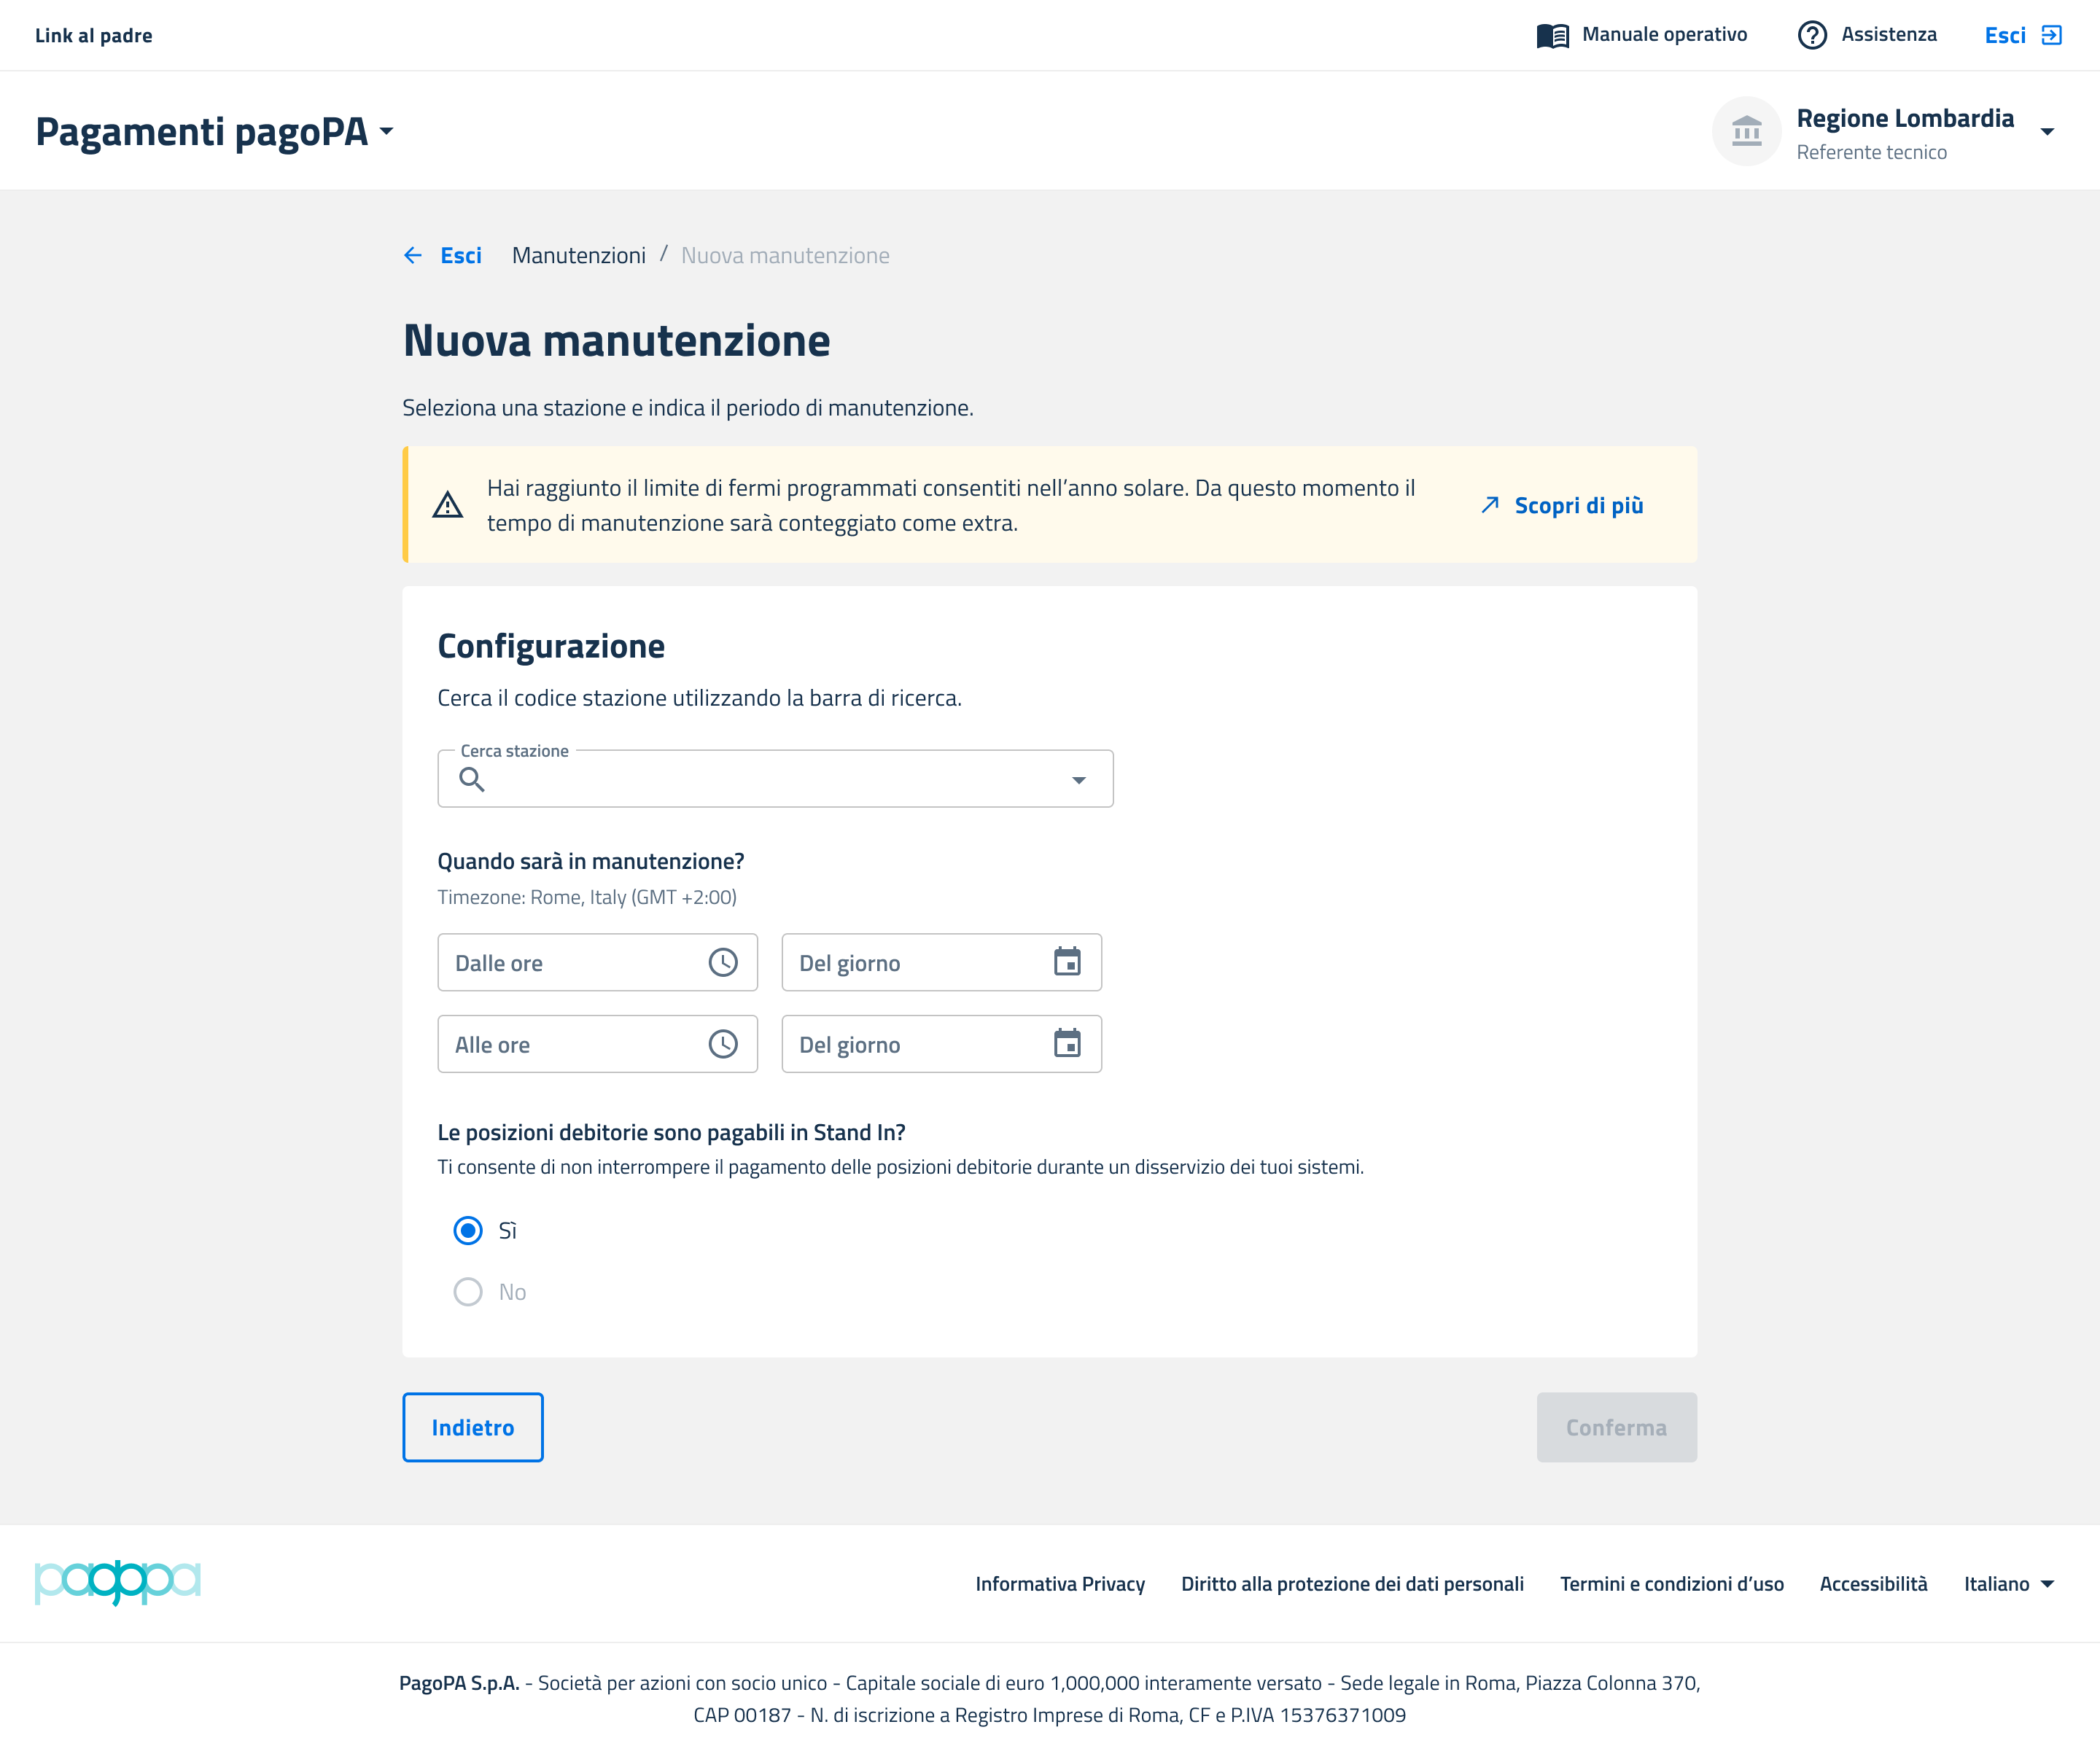 Link al padre
Manuale operativo
Assistenza
Esci
Pagamenti pagoPA
Regione Lombardia
Referente tecnico
Esci
Manutenzioni / Nuova manutenzione
Nuova manutenzione
Seleziona una stazione e indica il periodo di manutenzione.
Hai raggiunto il limite di fermi programmati consentiti nell’anno solare. Da questo momento il
tempo di manutenzione sarà conteggiato come extra.
Scopri di più
Configurazione
Cerca il codice stazione utilizzando la barra di ricerca.
Cerca stazione
Quando sarà in manutenzione?
Timezone: Rome, Italy (GMT +2:00)
Dalle ore
Del giorno
Alle ore
Del giorno
Le posizioni debitorie sono pagabili in Stand In?
Ti consente di non interrompere il pagamento delle posizioni debitorie durante un disservizio dei tuoi sistemi.
Sì
No
Indietro
Conferma
pagopa
Informativa Privacy
Diritto alla protezione dei dati personali
Termini e condizioni d’uso
Accessibilità
Italiano
PagoPA S.p.A. - Società per azioni con socio unico - Capitale sociale di euro 1,000,000 interamente versato - Sede legale in Roma, Piazza Colonna 370,
CAP 00187 - N. di iscrizione a Registro Imprese di Roma, CF e P.IVA 15376371009